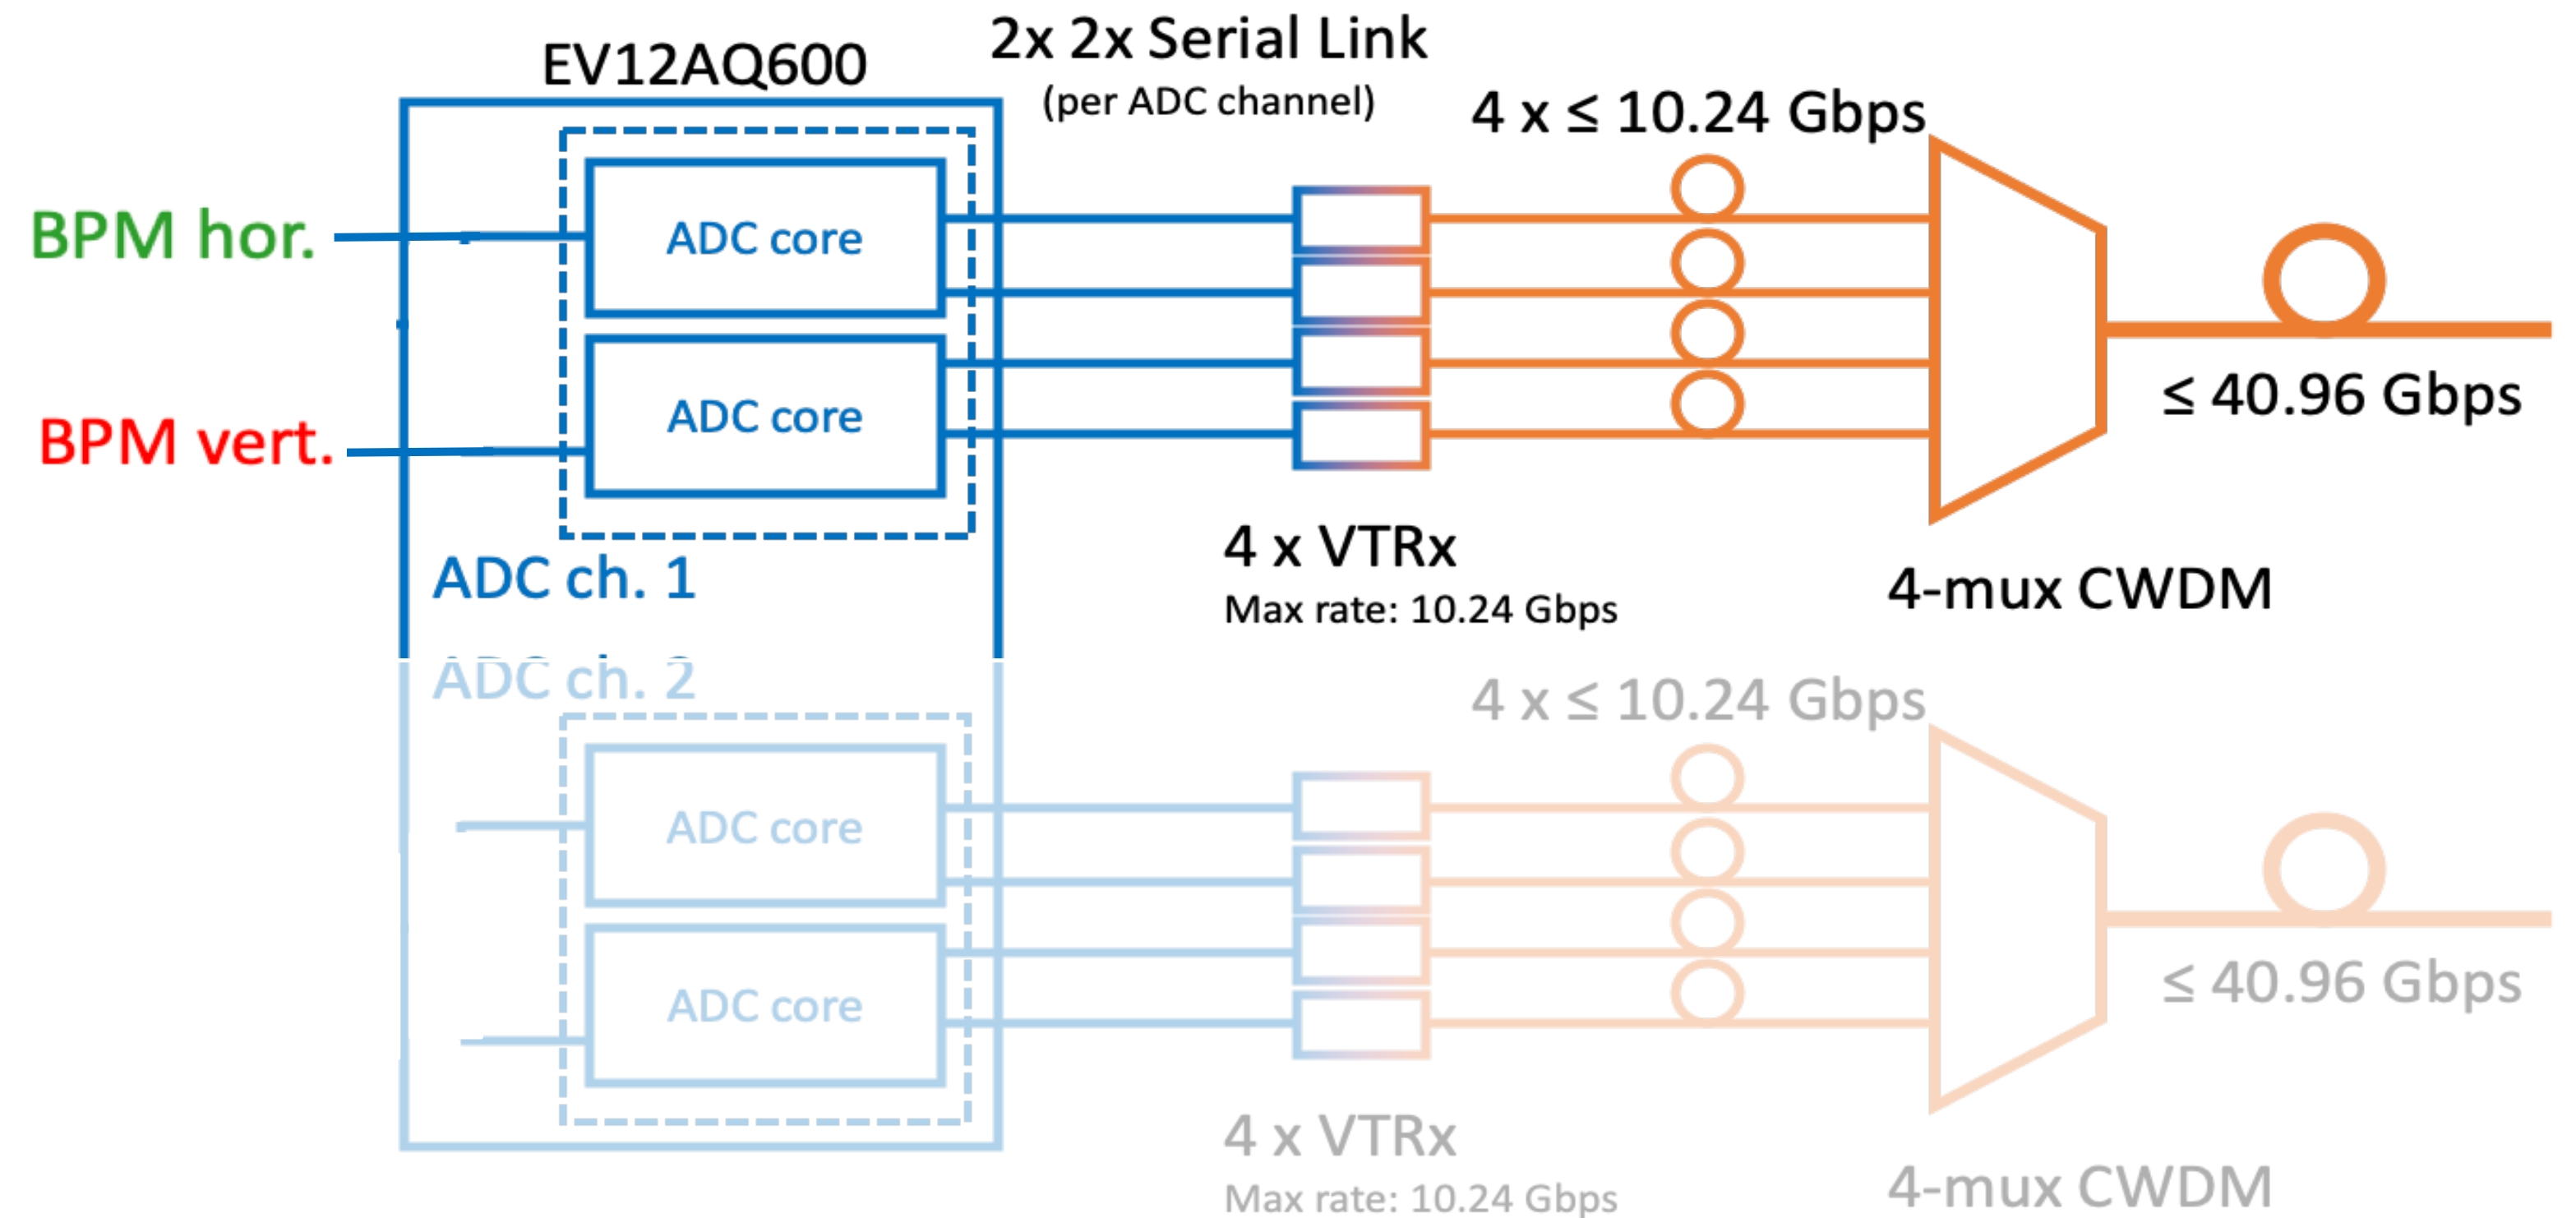 EV12AQ600
2x 2x Serial Link
(per ADC channel)
4 x ≤ 10.24 Gbps
BPM hor.
ADC core
BPM vert.
ADC core
≤ 40.96 Gbps
ADC ch. 1
4 x VTRx
Max rate: 10.24 Gbps
4-mux CWDM
ADC ch. 2
4 x ≤ 10.24 Gbps
ADC core
ADC core
≤ 40.96 Gbps
4 x VTRx
Max rate: 10.24 Gbps
4-mux CWDM